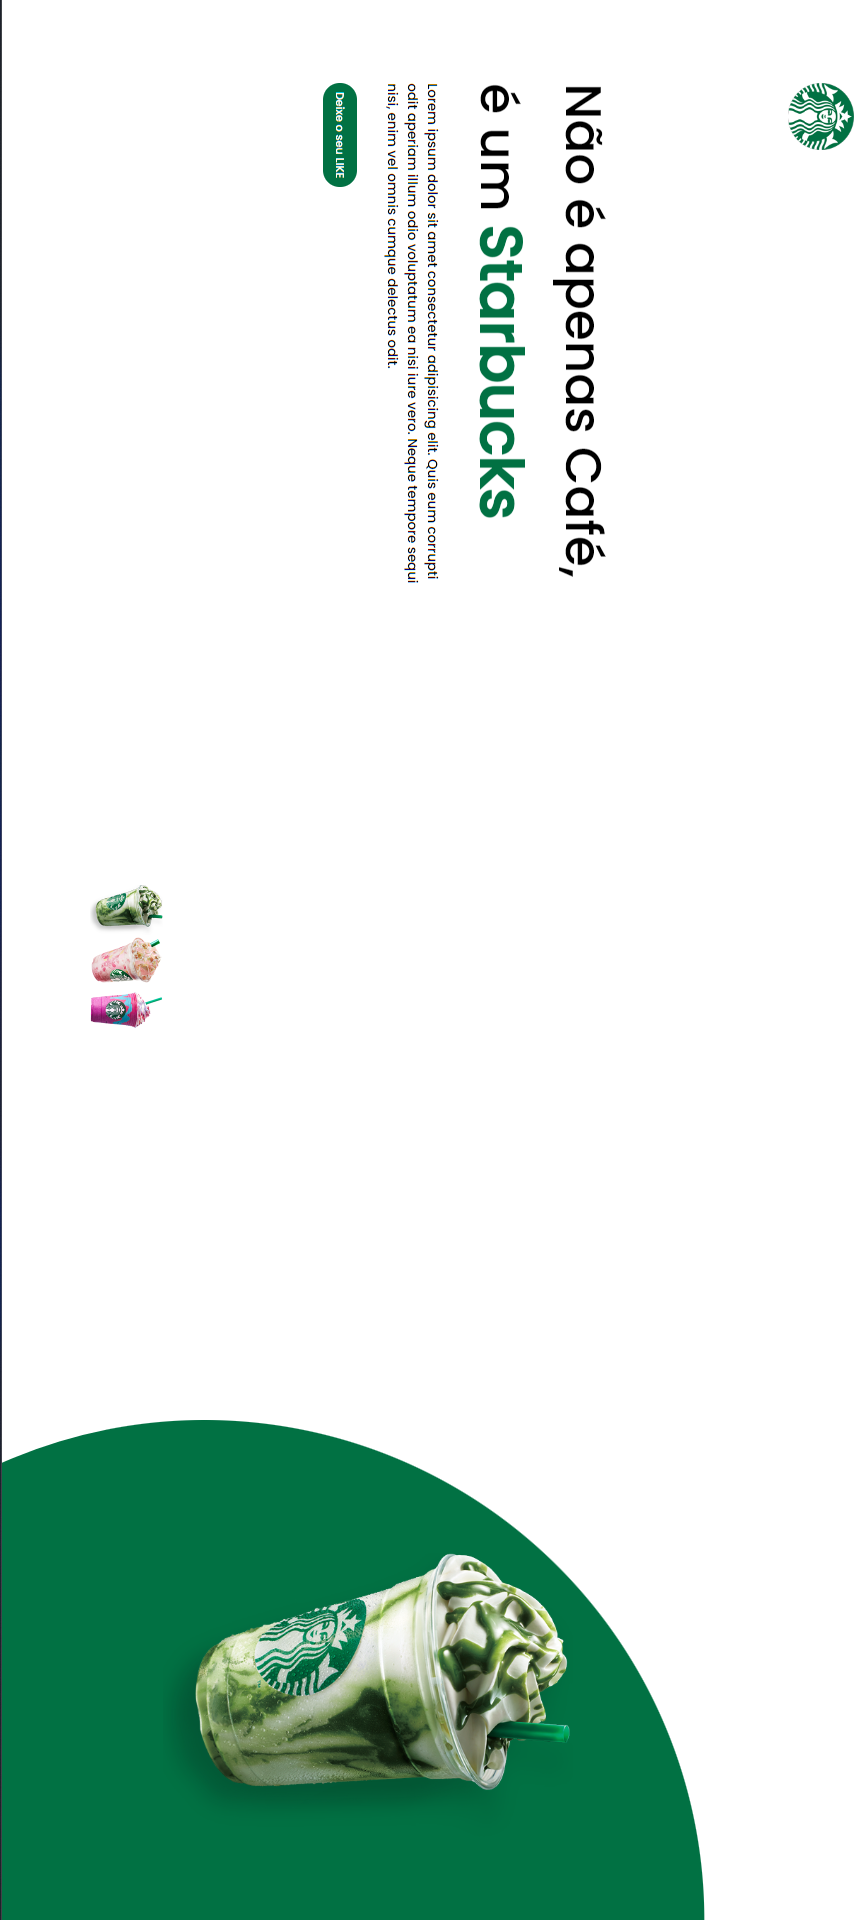 Não é apenas Café,
é um Starbucks
Lorem ipsum dolor sit amet consectetur adipisicing elit. Quis eum corrupti
odit aperiam illum odio voluptatum ea nisi iure vero. Neque tempore sequi
nisi, enim vel omnis cumque delectus odit.
Deixe o seu LIKE